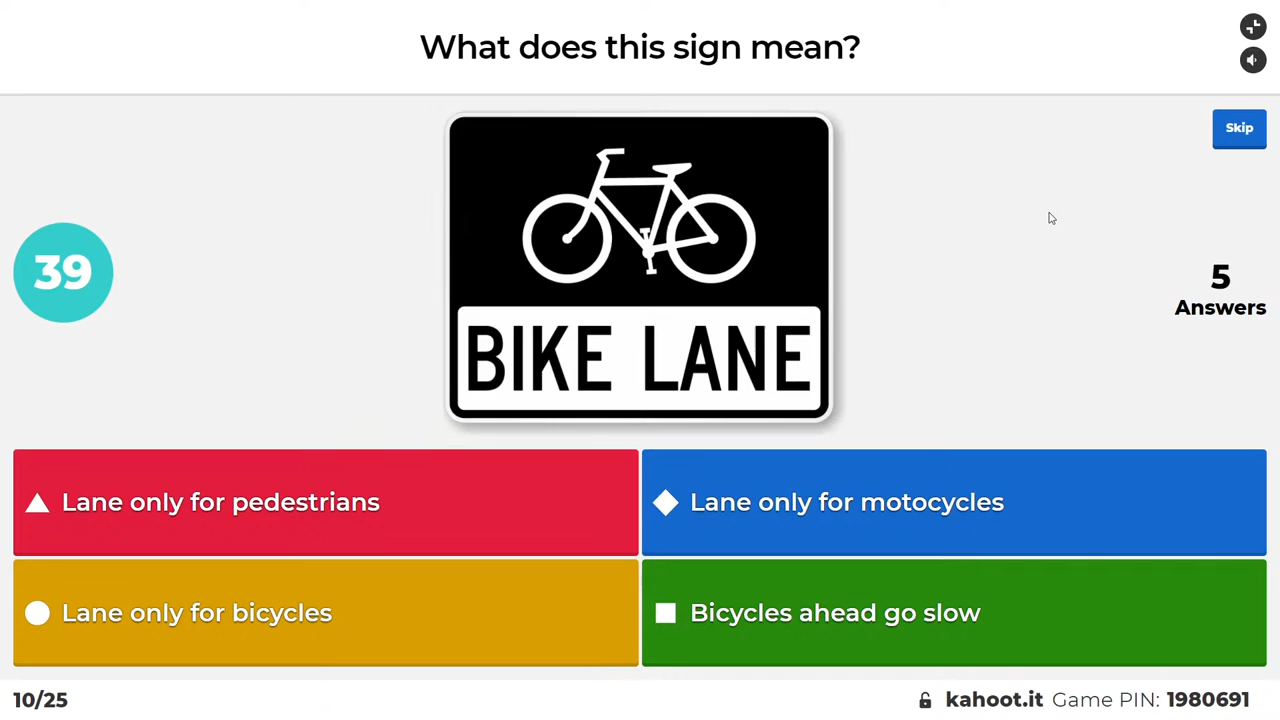 What does this sign mean?
Skip
39
5
Answers
BIKE LANE
Lane only for pedestrians
Lane only for motocycles
Lane only for bicycles
Bicycles ahead go slow
10/25
kahoot.it Game PIN: 1980691